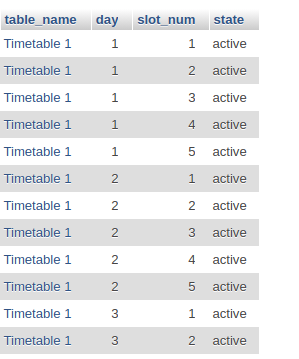 table_name day slot_num state
Timetable 1 1 1 active
Timetable 1 1 2 active
Timetable 1 1 3 active
Timetable 1 1 4 active
Timetable 1 1 5 active
Timetable 1 2 1 active
Timetable 1 2 2 active
Timetable 1 2 3 active
Timetable 1 2 4 active
Timetable 1 2 5 active
Timetable 1 3 1 active
Timetable 1 3 2 active